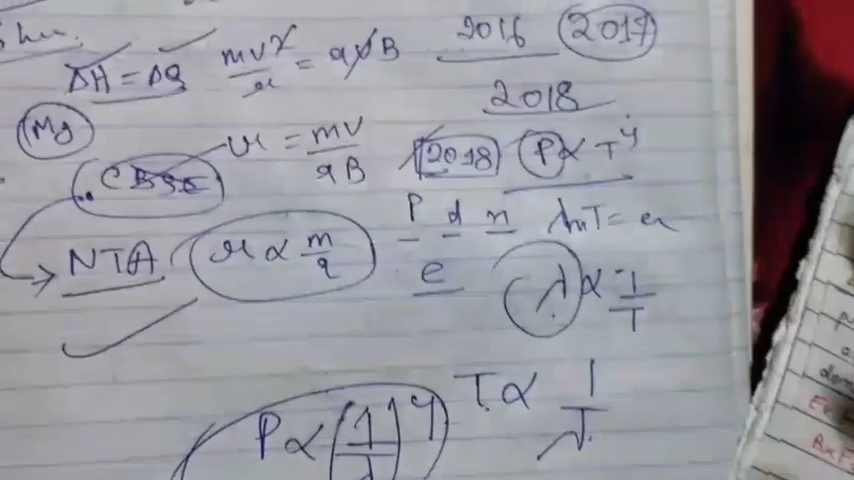 ΔH = Δq  mv²/r = qvB  2016  2017
2018
Mg  r = mv/qB  2018  P ∝ T⁴
CBSE
P d n  λmT = c
NTA  r ∝ m/q  e  λ ∝ 1/T
P ∝ (1/λ)⁴  T ∝ 1/λ